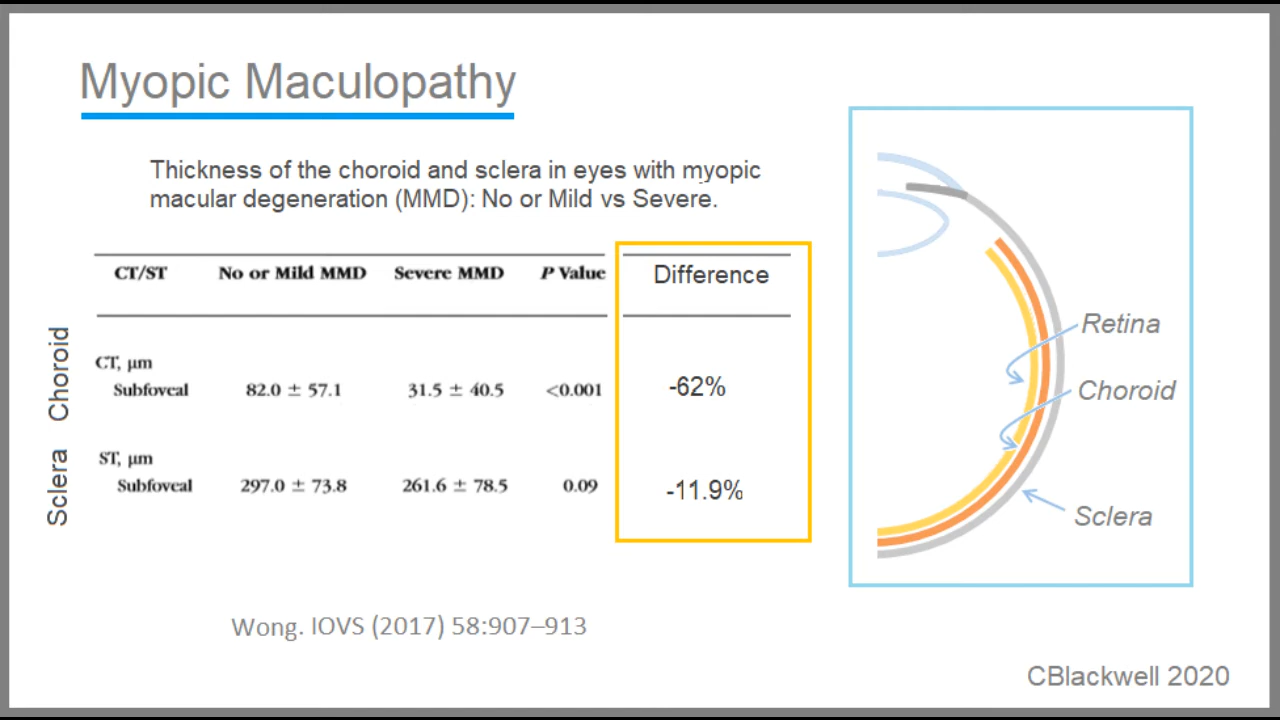 Myopic Maculopathy
Thickness of the choroid and sclera in eyes with myopic
macular degeneration (MMD): No or Mild vs Severe.
CT/ST No or Mild MMD Severe MMD P Value Difference
Choroid
CT, μm
Subfoveal 82.0 ± 57.1 31.5 ± 40.5 <0.001 -62%
Sclera
ST, μm
Subfoveal 297.0 ± 73.8 261.6 ± 78.5 0.09 -11.9%
Retina
Choroid
Sclera
Wong. IOVS (2017) 58:907–913
CBlackwell 2020